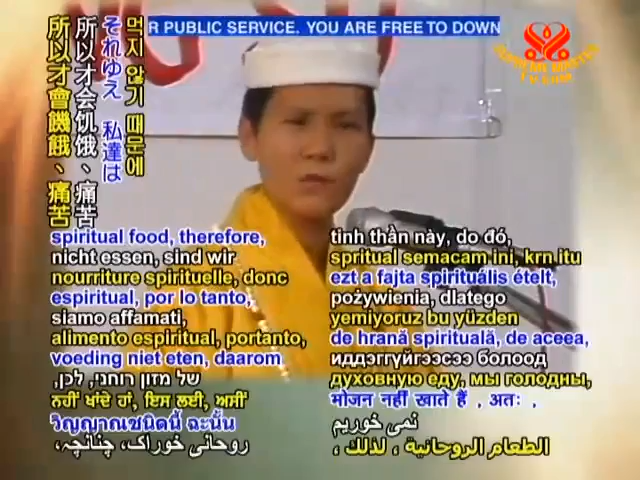 R PUBLIC SERVICE. YOU ARE FREE TO DOWN
SUPREME MASTER
TELEVISION
먹지 않기 때문에
それゆえ 私達は
所以才会饥饿、痛苦
所以才會饑餓、痛苦
spiritual food, therefore,
nicht essen, sind wir
nourriture spirituelle, donc
espiritual, por lo tanto,
siamo affamati,
alimento espiritual, portanto,
voeding niet eten, daarom
של מזון רוחני, לכן,
ਨਹੀਂ ਖਾਂਦੇ ਹਾਂ, ਇਸ ਲਈ, ਅਸੀਂ
วิญญาณชนิดนี้ ฉะนั้น
روحانی خوراک، چنانچہ،
tinh thần này, do đó,
spritual semacam ini, krn itu
ezt a fajta spirituális ételt,
pożywienia, dlatego
yemiyoruz bu yüzden
de hrană spirituală, de aceea,
иддэггүйгээсээ болоод
духовную еду, мы голодны,
भोजन नहीं खाते हैं , अतः ,
نمی خوریم
الطعام الروحانية ، لذلك ،